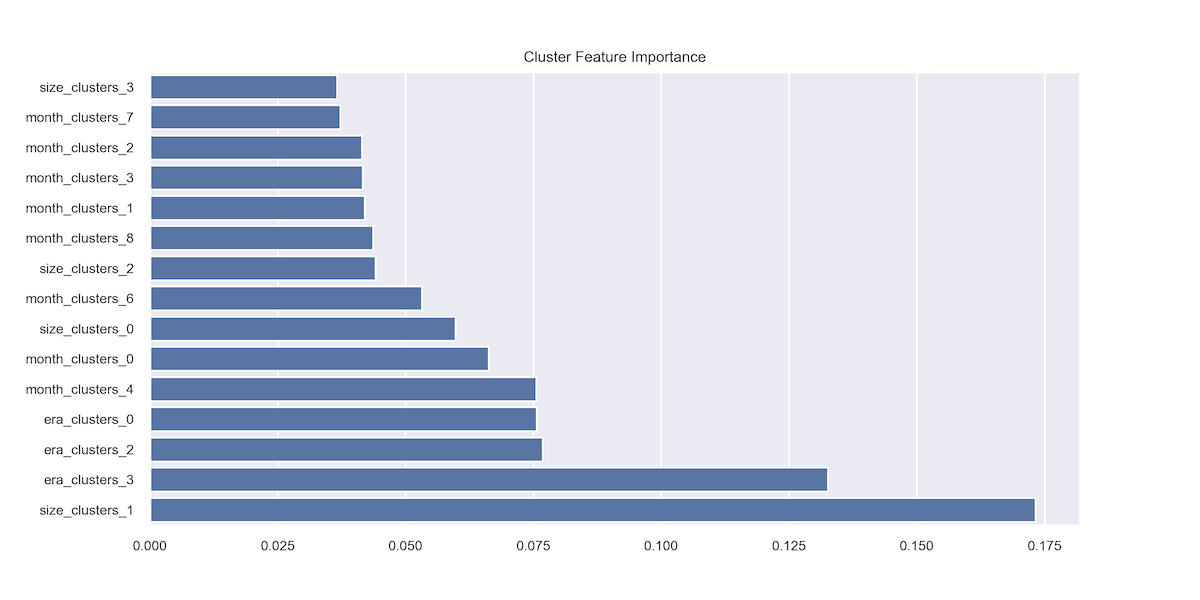 Cluster Feature Importance
size_clusters_3
month_clusters_7
month_clusters_2
month_clusters_3
month_clusters_1
month_clusters_8
size_clusters_2
month_clusters_6
size_clusters_0
month_clusters_0
month_clusters_4
era_clusters_0
era_clusters_2
era_clusters_3
size_clusters_1
0.000 0.025 0.050 0.075 0.100 0.125 0.150 0.175